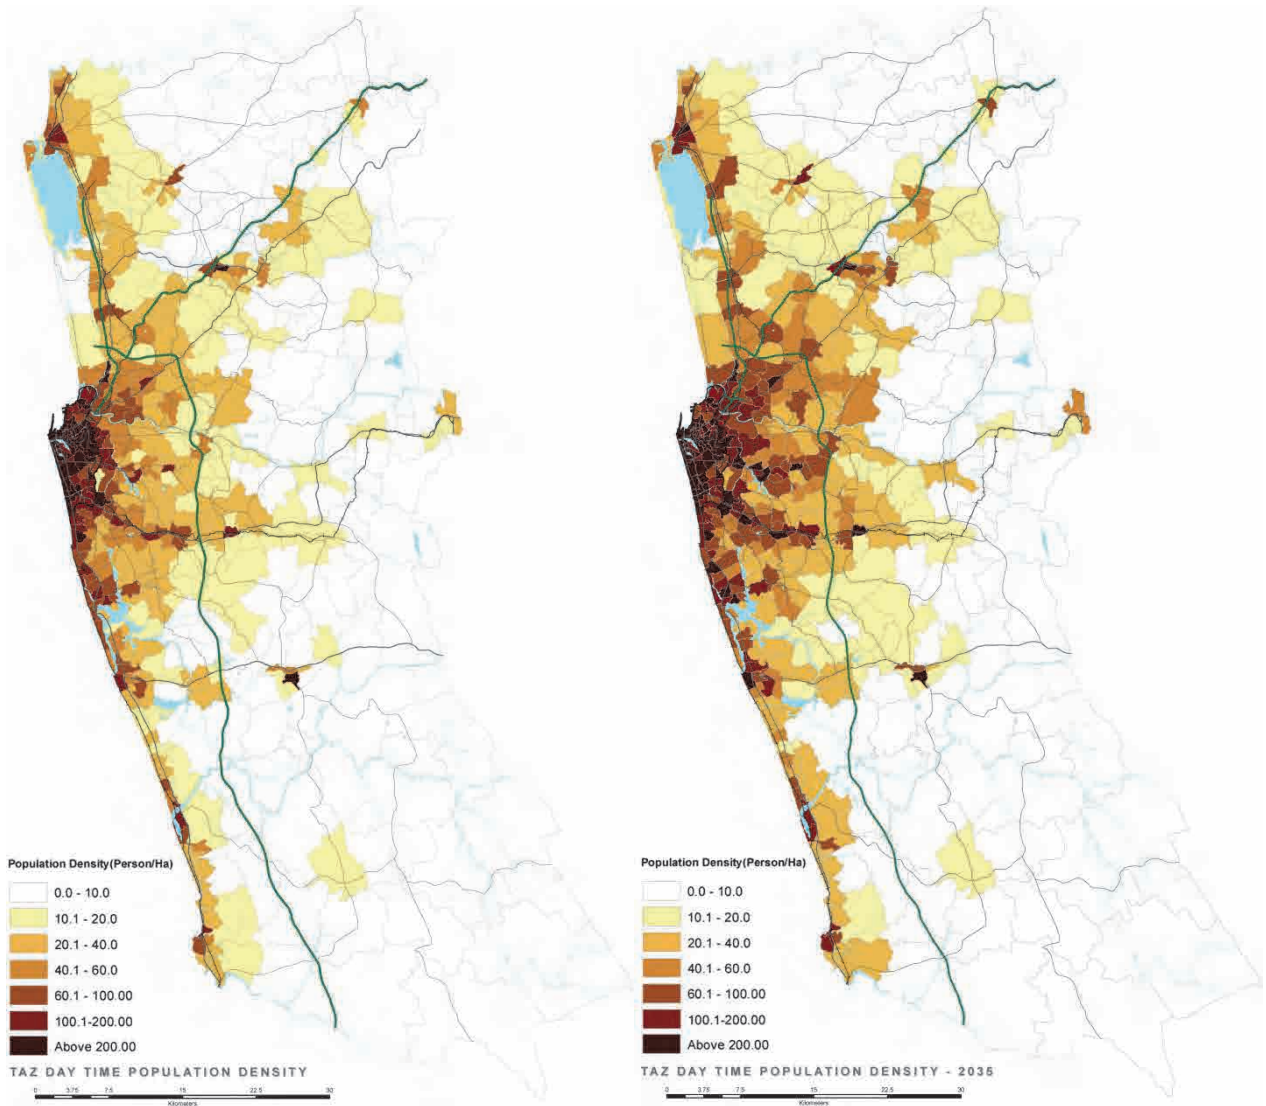 Population Density(Person/Ha)
0.0 - 10.0
10.1 - 20.0
20.1 - 40.0
40.1 - 60.0
60.1 - 100.00
100.1-200.00
Above 200.00
TAZ DAY TIME POPULATION DENSITY
0 3.75 7.5 15 22.5 30
Kilometers
Population Density(Person/Ha)
0.0 - 10.0
10.1 - 20.0
20.1 - 40.0
40.1 - 60.0
60.1 - 100.00
100.1-200.00
Above 200.00
TAZ DAY TIME POPULATION DENSITY - 2035
0 3.75 7.5 15 22.5 30
Kilometers